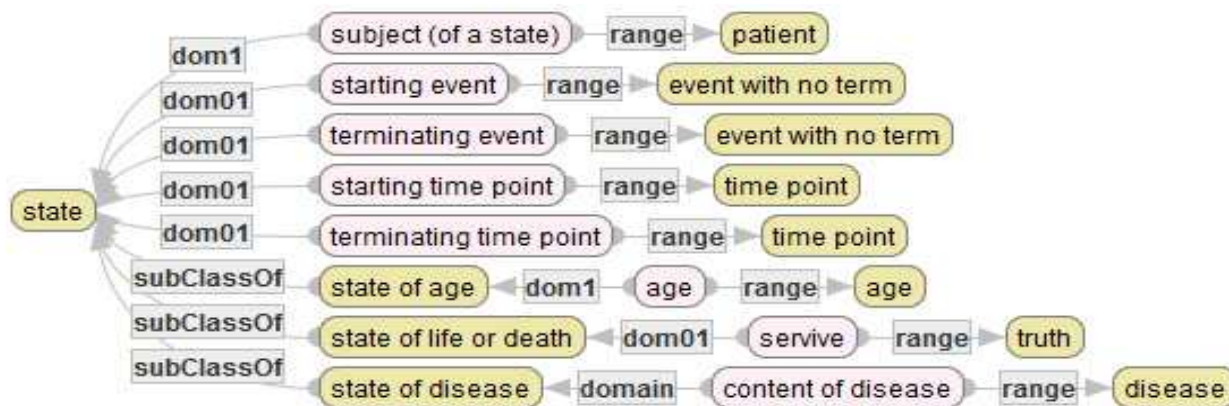 dom1 subject (of a state) range patient
dom01 starting event range event with no term
dom01 terminating event range event with no term
dom01 starting time point range time point
state
dom01 terminating time point range time point
subClassOf state of age dom1 age range age
subClassOf state of life or death dom01 servive range truth
subClassOf state of disease domain content of disease range disease